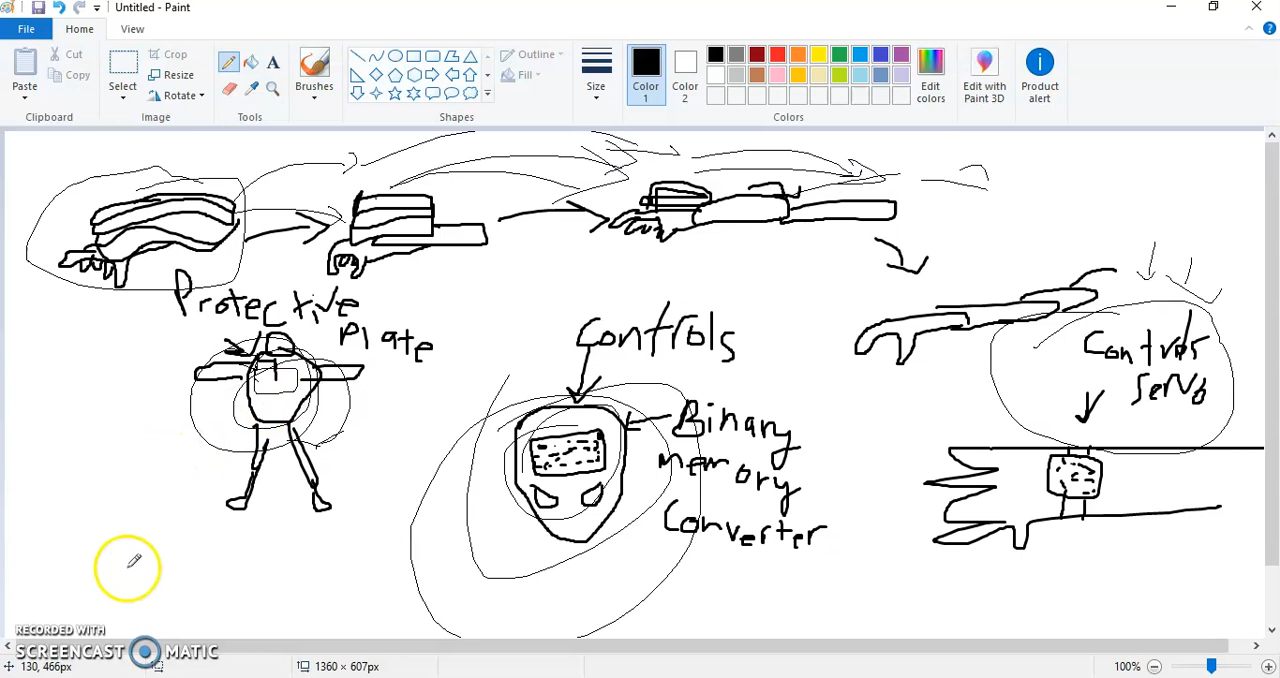 Untitled - Paint
File
Home
View
Paste
Cut
Copy
Clipboard
Select
Crop
Resize
Rotate
Image
A
Tools
Brushes
Outline
Fill
Shapes
Size
Color 1
Color 2
Colors
Edit colors
Edit with Paint 3D
Product alert
Protective
Plate
Controls
Binary
memory
Converter
Controls
Servo
RECORDED WITH
SCREENCAST MATIC
130, 466px
1360 × 607px
100%